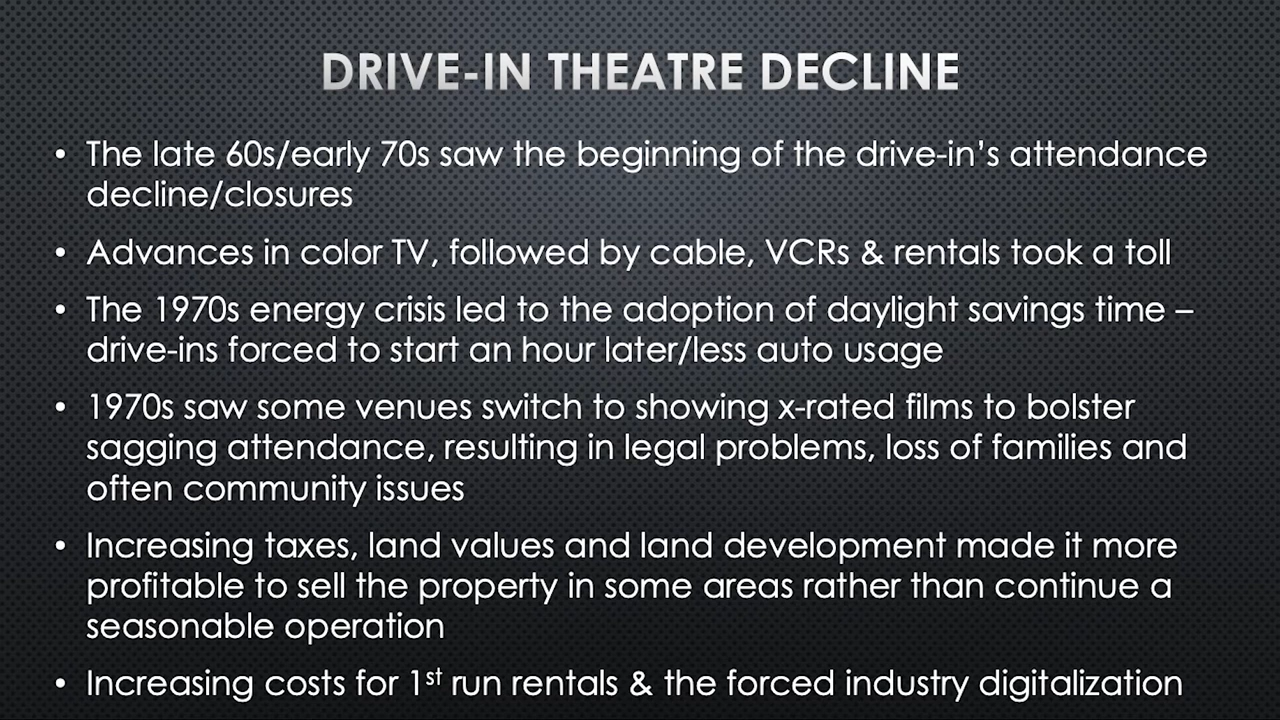 DRIVE-IN THEATRE DECLINE
• The late 60s/early 70s saw the beginning of the drive-in’s attendance
decline/closures
• Advances in color TV, followed by cable, VCRs & rentals took a toll
• The 1970s energy crisis led to the adoption of daylight savings time –
drive-ins forced to start an hour later/less auto usage
• 1970s saw some venues switch to showing x-rated films to bolster
sagging attendance, resulting in legal problems, loss of families and
often community issues
• Increasing taxes, land values and land development made it more
profitable to sell the property in some areas rather than continue a
seasonable operation
• Increasing costs for 1st run rentals & the forced industry digitalization